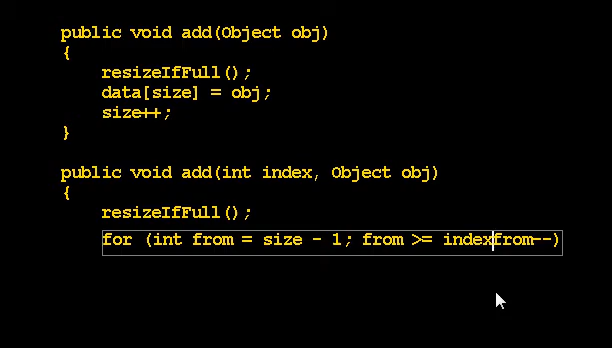 public void add(Object obj)
{
resizeIfFull();
data[size] = obj;
size++;
}
public void add(int index, Object obj)
{
resizeIfFull();
for (int from = size - 1; from >= indexfrom--)